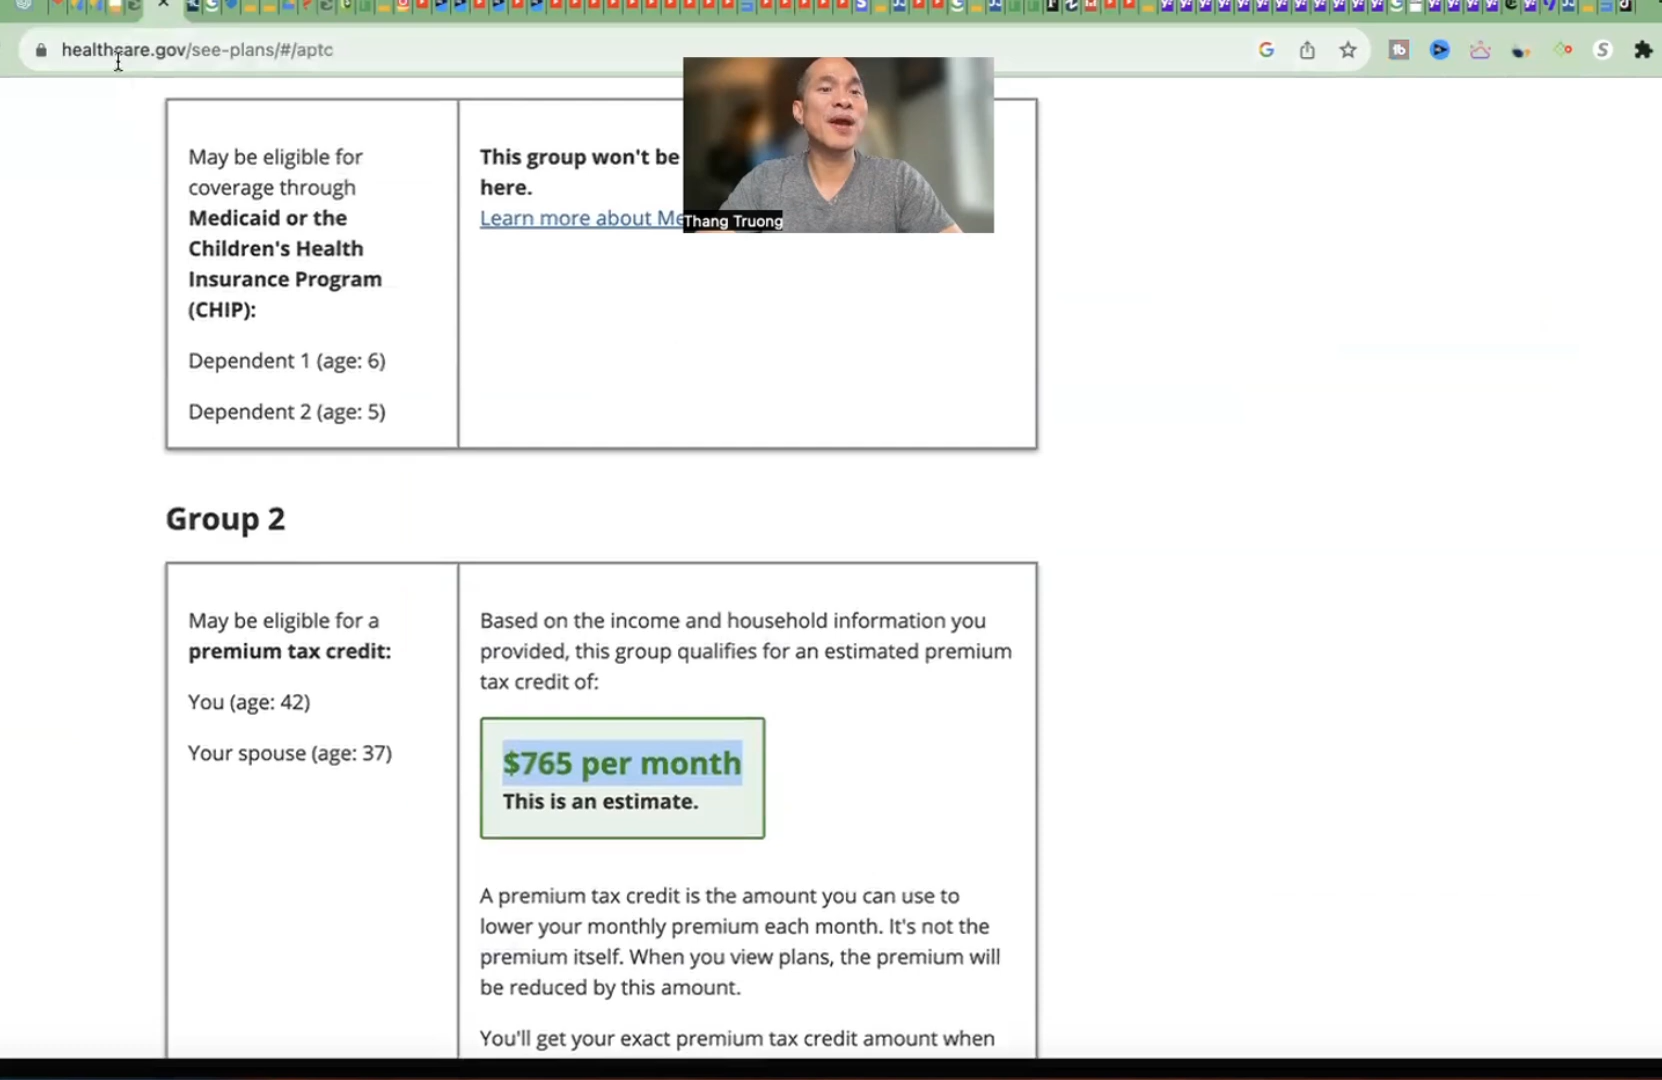 healthcare.gov/see-plans/#/aptc
May be eligible for
coverage through
Medicaid or the
Children's Health
Insurance Program
(CHIP):
Dependent 1 (age: 6)
Dependent 2 (age: 5)
This group won't be
here.
Learn more about Me
Thang Truong
Group 2
May be eligible for a
premium tax credit:
You (age: 42)
Your spouse (age: 37)
Based on the income and household information you
provided, this group qualifies for an estimated premium
tax credit of:
$765 per month
This is an estimate.
A premium tax credit is the amount you can use to
lower your monthly premium each month. It's not the
premium itself. When you view plans, the premium will
be reduced by this amount.
You'll get your exact premium tax credit amount when